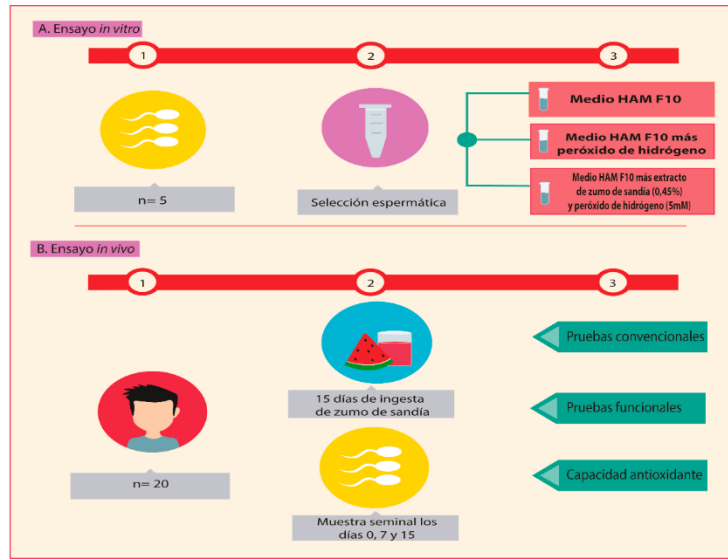 A. Ensayo in vitro
1
2
3
n= 5
Selección espermática
Medio HAM F10
Medio HAM F10 más
peróxido de hidrógeno
Medio HAM F10 más extracto
de zumo de sandía (0,45%)
y peróxido de hidrógeno (5mM)
B. Ensayo in vivo
1
2
3
n= 20
15 días de ingesta
de zumo de sandía
Muestra seminal los
días 0, 7 y 15
Pruebas convencionales
Pruebas funcionales
Capacidad antioxidante